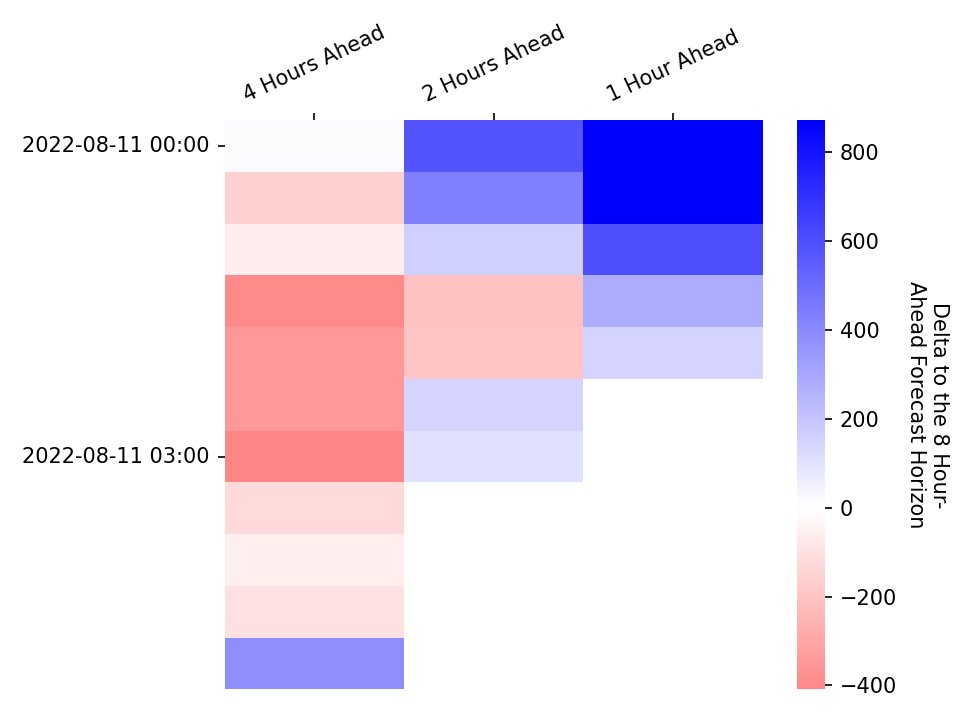 4 Hours Ahead
2 Hours Ahead
1 Hour Ahead
2022-08-11 00:00
2022-08-11 03:00
800
600
400
200
0
−200
−400
Delta to the 8 Hour-
Ahead Forecast Horizon